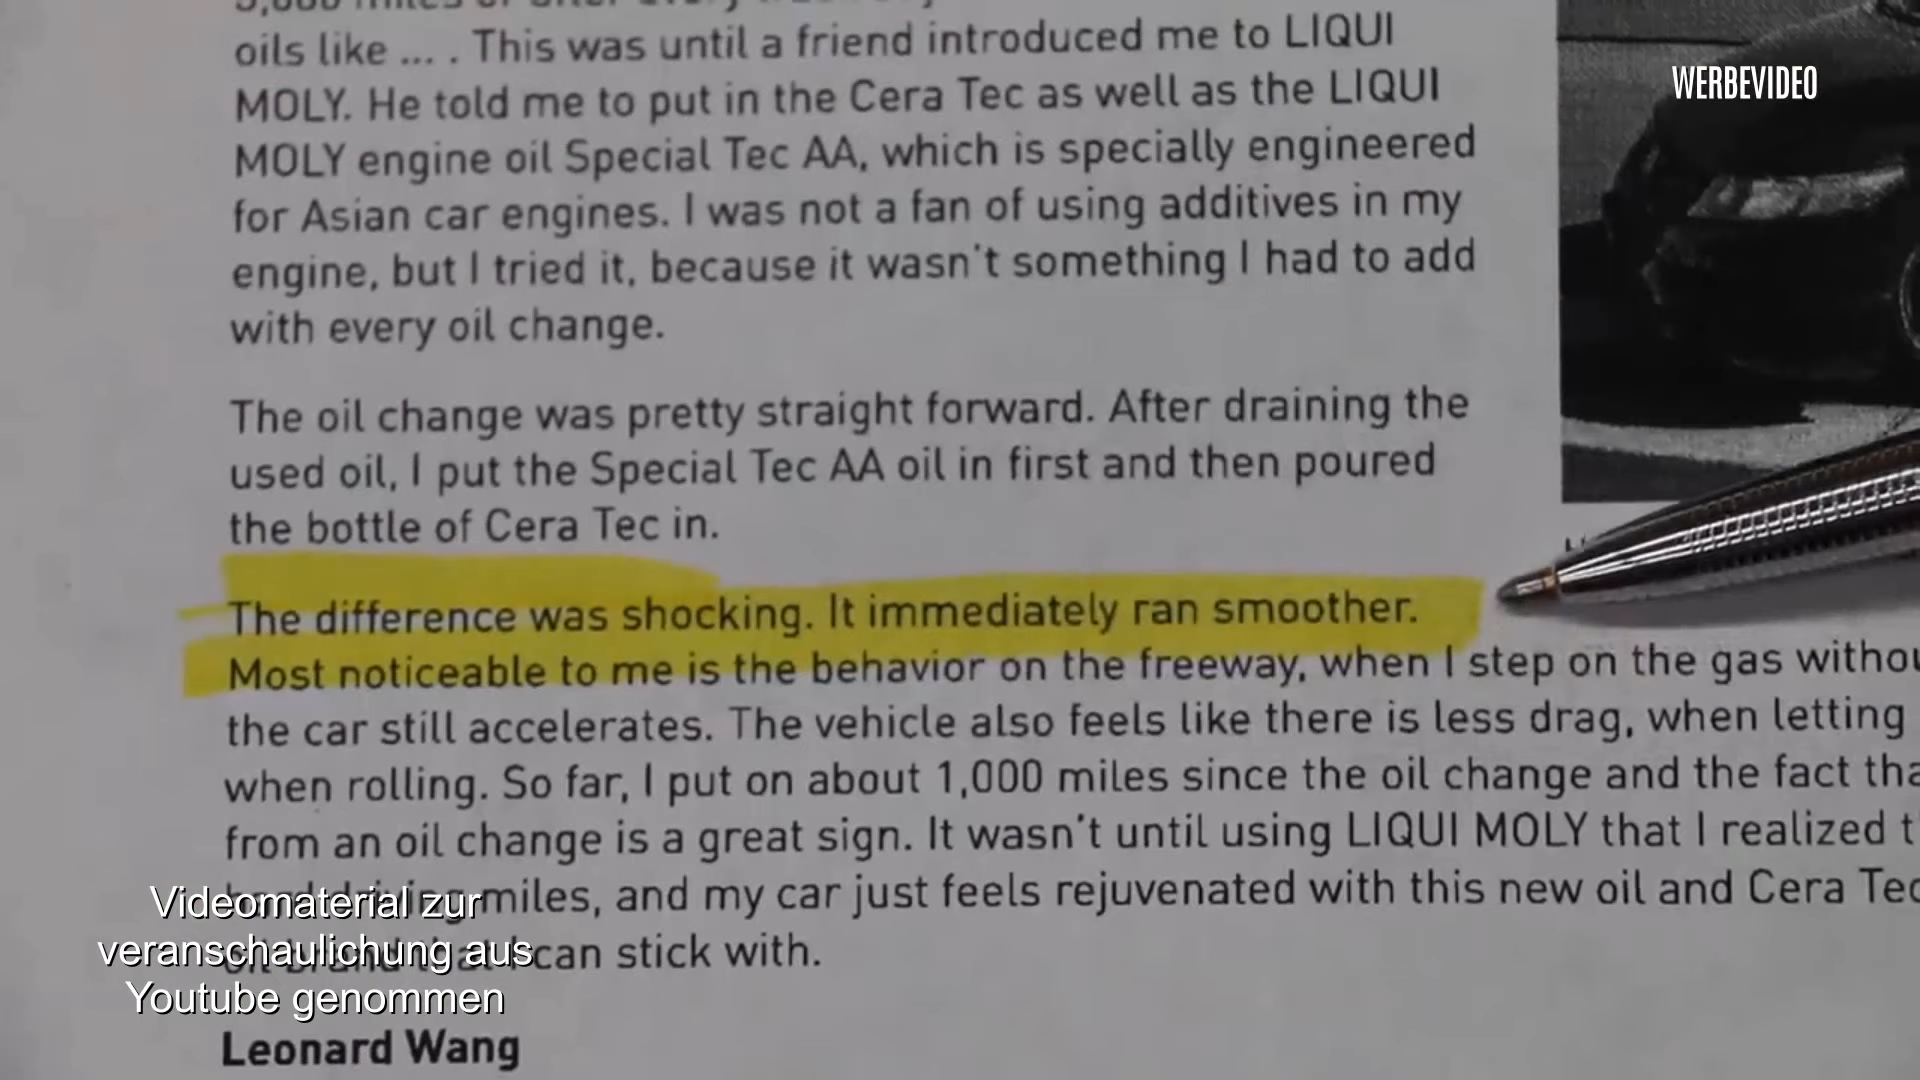 oils like ... . This was until a friend introduced me to LIQUI
MOLY. He told me to put in the Cera Tec as well as the LIQUI
MOLY engine oil Special Tec AA, which is specially engineered
for Asian car engines. I was not a fan of using additives in my
engine, but I tried it, because it wasn't something I had to add
with every oil change.
The oil change was pretty straight forward. After draining the
used oil, I put the Special Tec AA oil in first and then poured
the bottle of Cera Tec in.
The difference was shocking. It immediately ran smoother.
Most noticeable to me is the behavior on the freeway, when I step on the gas
the car still accelerates. The vehicle also feels like there is less drag, when letting
when rolling. So far, I put on about 1,000 miles since the oil change and the fact
from an oil change is a great sign. It wasn't until using LIQUI MOLY that I realized
miles, and my car just feels rejuvenated with this new oil and Cera
can stick with.
Leonard Wang
WERBEVIDEO
Videomaterial zur
veranschaulichung aus
Youtube genommen